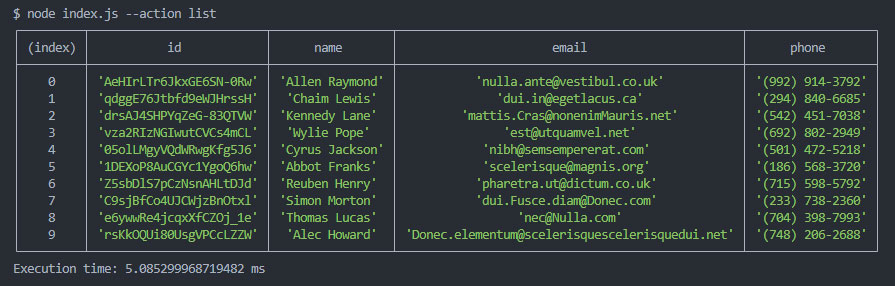 $ node index.js --action list
(index) id name email phone
0 'AeHIrLTr6JkxGE6SN-0Rw' 'Allen Raymond' 'nulla.ante@vestibul.co.uk' '(992) 914-3792'
1 'qdggE76Jtbfd9eWJHrssH' 'Chaim Lewis' 'dui.in@egetlacus.ca' '(294) 840-6685'
2 'drsAJ4SHPYqZeG-83QTVW' 'Kennedy Lane' 'mattis.Cras@nonenimMauris.net' '(542) 451-7038'
3 'vza2RIzNGIwutCVCs4mCL' 'Wylie Pope' 'est@utquamvel.net' '(692) 802-2949'
4 '05olLMgyVQdWRwgKfg5J6' 'Cyrus Jackson' 'nibh@semsempererat.com' '(501) 472-5218'
5 '1DEXoP8AuCGYc1YgoQ6hw' 'Abbot Franks' 'scelerisque@magnis.org' '(186) 568-3720'
6 'Z5sbDlS7pCzNsnAHLtDJd' 'Reuben Henry' 'pharetra.ut@dictum.co.uk' '(715) 598-5792'
7 'C9sjBfCo4UJCWjzBnOtxl' 'Simon Morton' 'dui.Fusce.diam@Donec.com' '(233) 738-2360'
8 'e6ywwRe4jcqxXfCZOj_1e' 'Thomas Lucas' 'nec@Nulla.com' '(704) 398-7993'
9 'rsKkOQUi80UsgVPCcLZZW' 'Alec Howard' 'Donec.elementum@scelerisquescelerisquedui.net' '(748) 206-2688'
Execution time: 5.085299968719482 ms